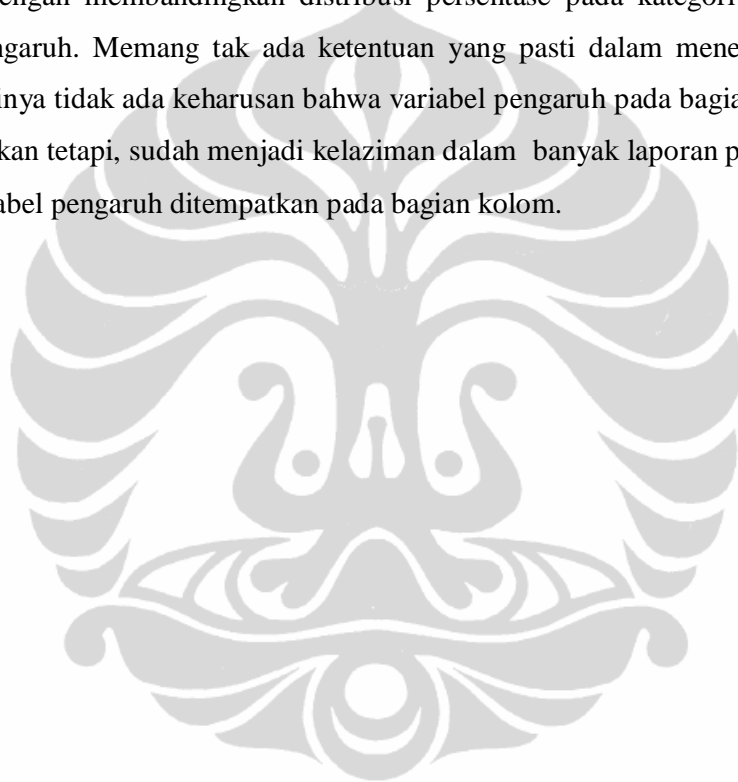 engan membandingkan distribusi persentase pada kategori
ngaruh. Memang tak ada ketentuan yang pasti dalam mene
inya tidak ada keharusan bahwa variabel pengaruh pada bagia
kan tetapi, sudah menjadi kelaziman dalam banyak laporan p
abel pengaruh ditempatkan pada bagian kolom.